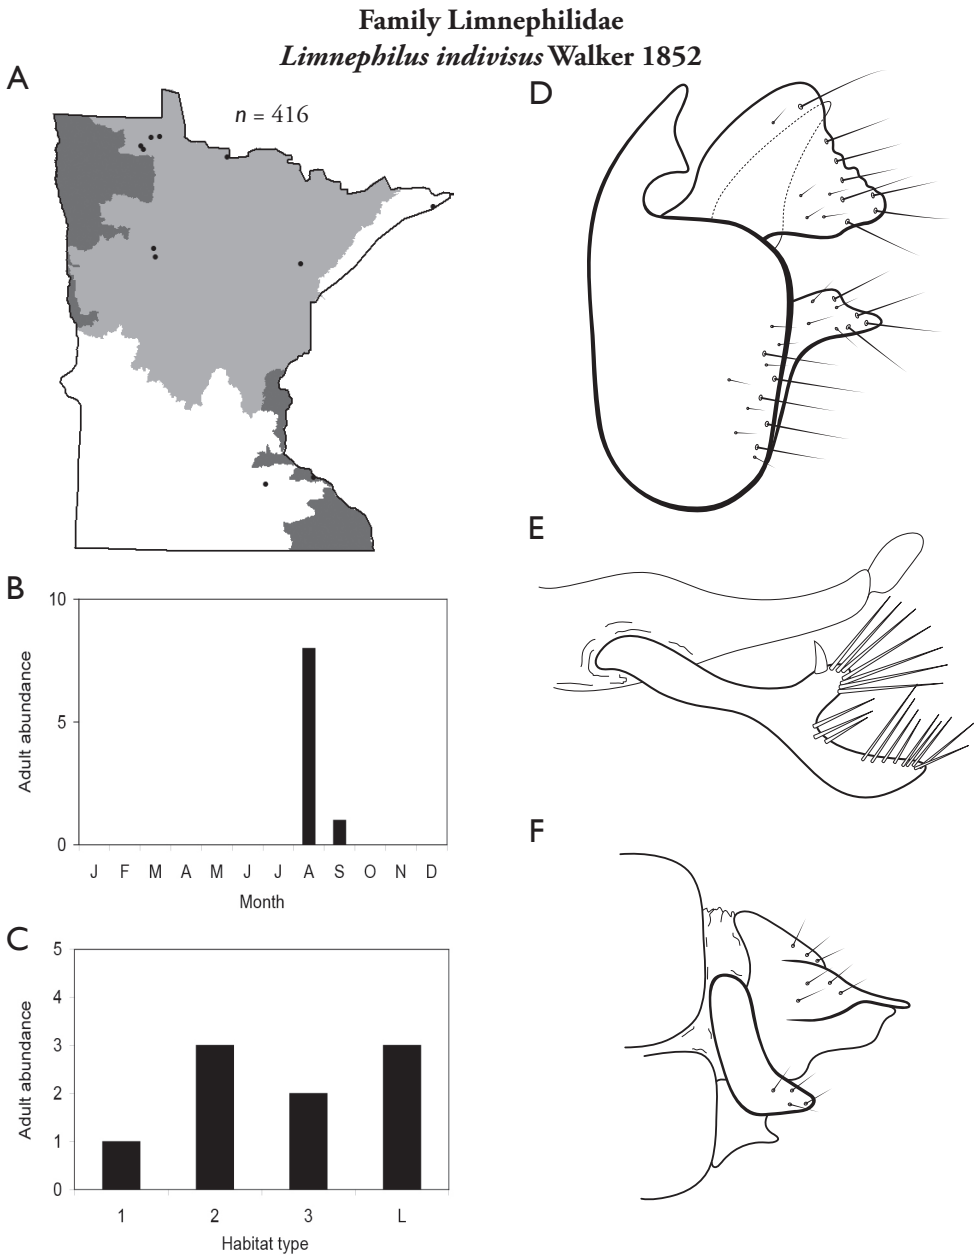 Family Limnephilidae
Limnephilus indivisus Walker 1852
A
n = 416
B
10
5
0
Adult abundance
J F M A M J J A S O N D
Month
C
5
4
3
2
1
0
Adult abundance
1 2 3 L
Habitat type
D
E
F